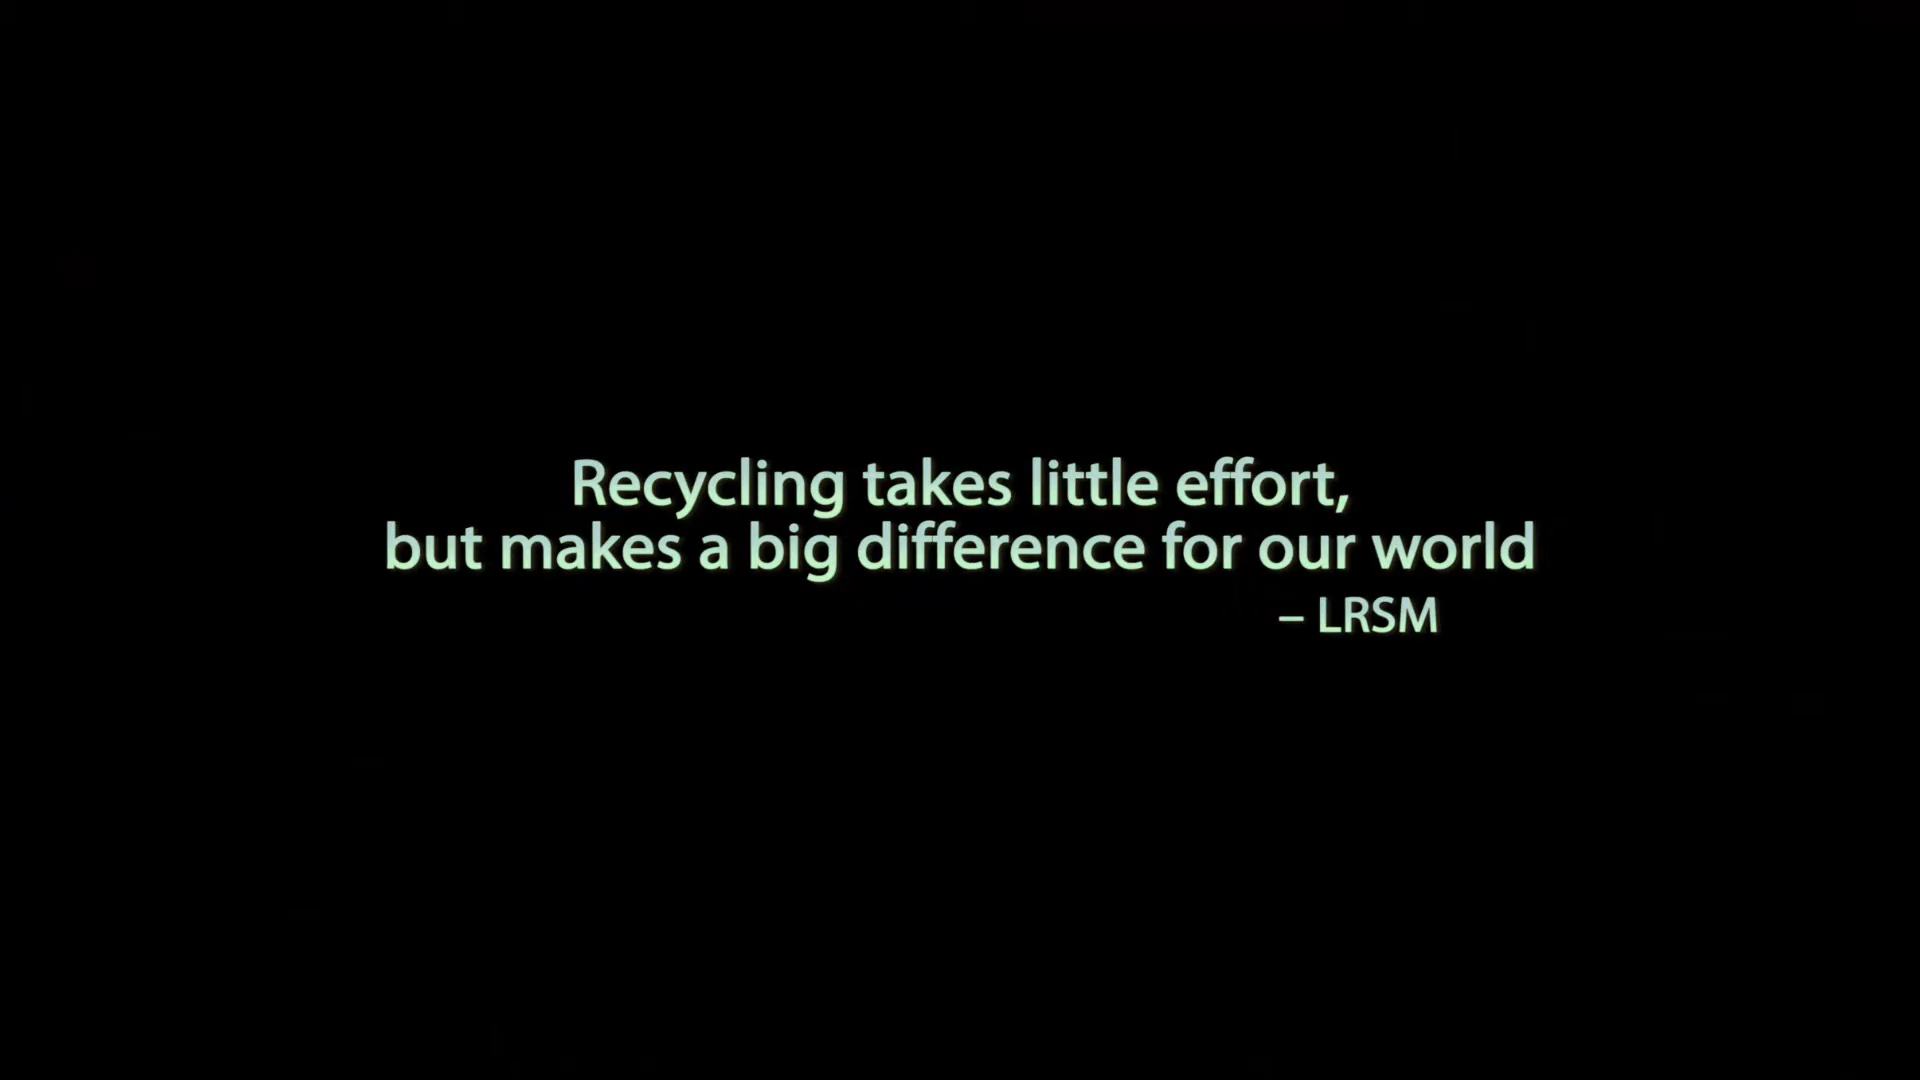 Recycling takes little effort,
but makes a big difference for our world
– LRSM